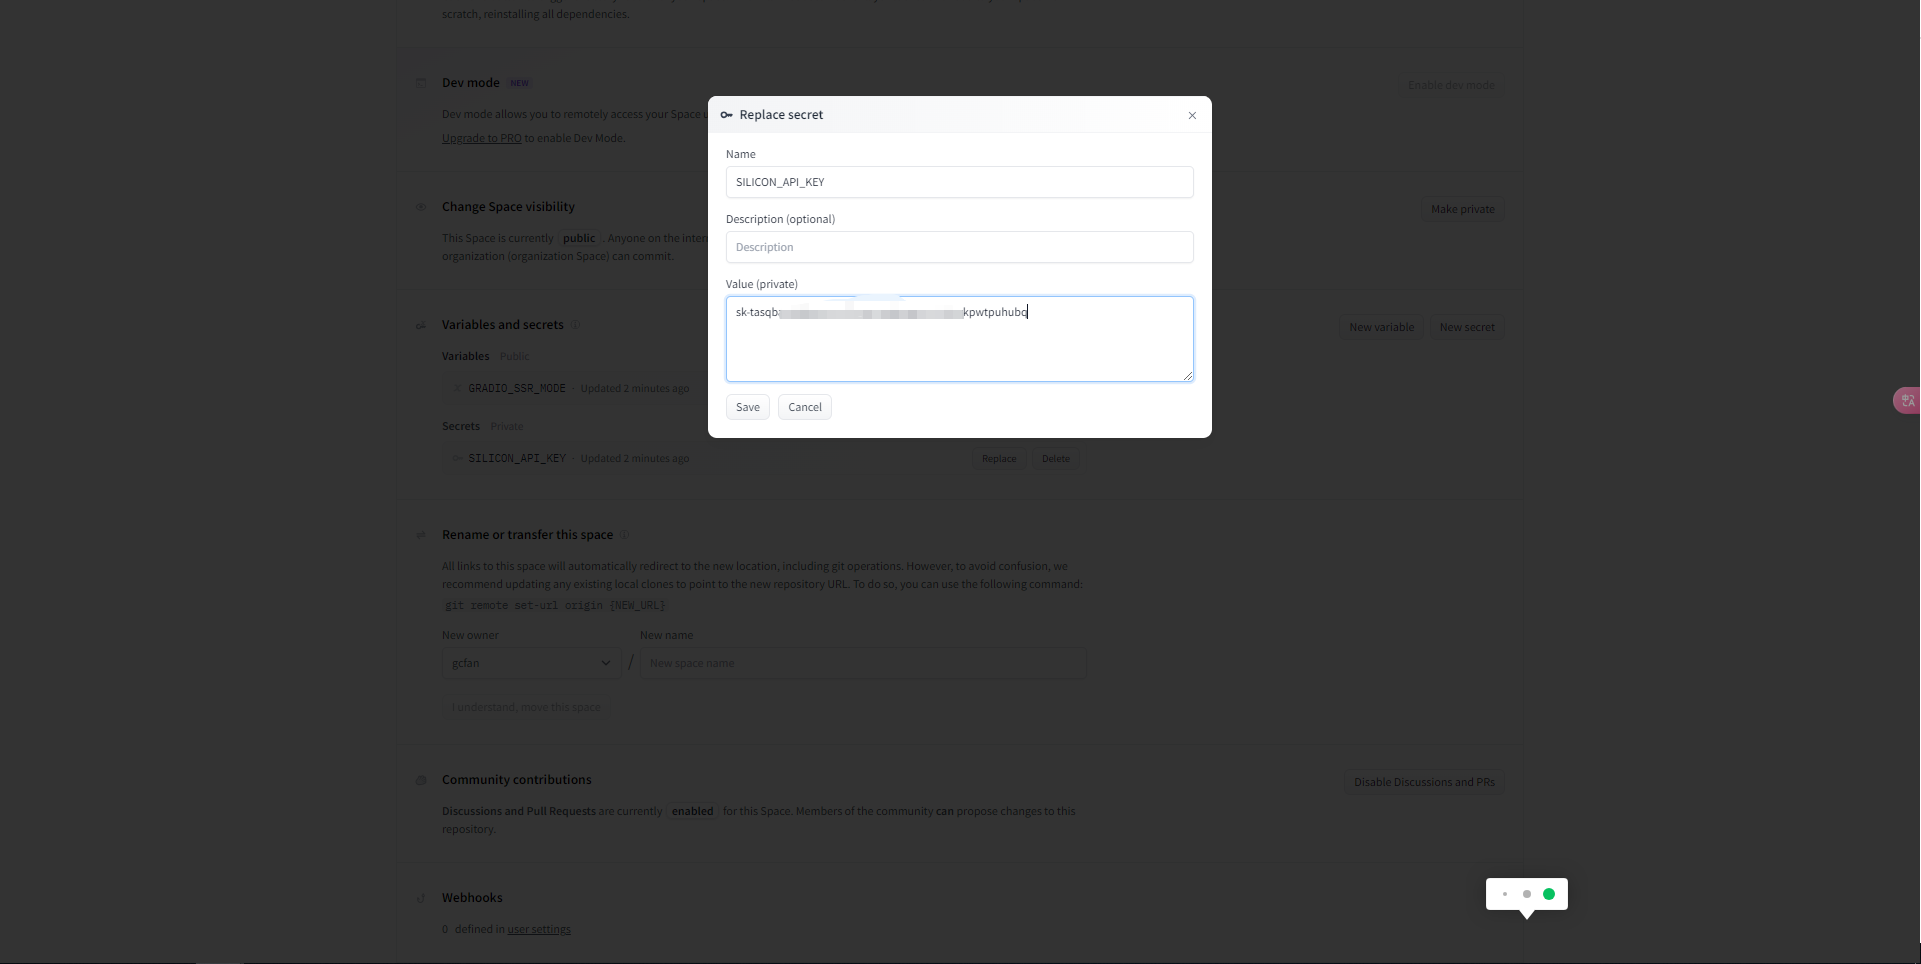 scratch, reinstalling all dependencies.
Dev mode NEW
Enable dev mode
Dev mode allows you to remotely access your Space
Upgrade to PRO to enable Dev Mode.
Replace secret
Name
SILICON_API_KEY
Description (optional)
Description
Value (private)
sk-tasqb kpwtpuhubq
Save Cancel
Change Space visibility
Make private
This Space is currently public . Anyone on the
organization (organization Space) can commit.
Variables and secrets
New variable New secret
Variables Public
GRADIO_SSR_MODE · Updated 2 minutes ago
Secrets Private
SILICON_API_KEY · Updated 2 minutes ago
Replace Delete
Rename or transfer this space
All links to this space will automatically redirect to the new location, including git operations. However, to avoid confusion, we
recommend updating any existing local clones to point to the new repository URL. To do so, you can use the following command:
git remote set-url origin {NEW_URL}
New owner New name
gcfan / New space name
I understand, move this space
Community contributions
Disable Discussions and PRs
Discussions and Pull Requests are currently enabled for this Space. Members of the community can propose changes to this
repository.
Webhooks
0 defined in user settings